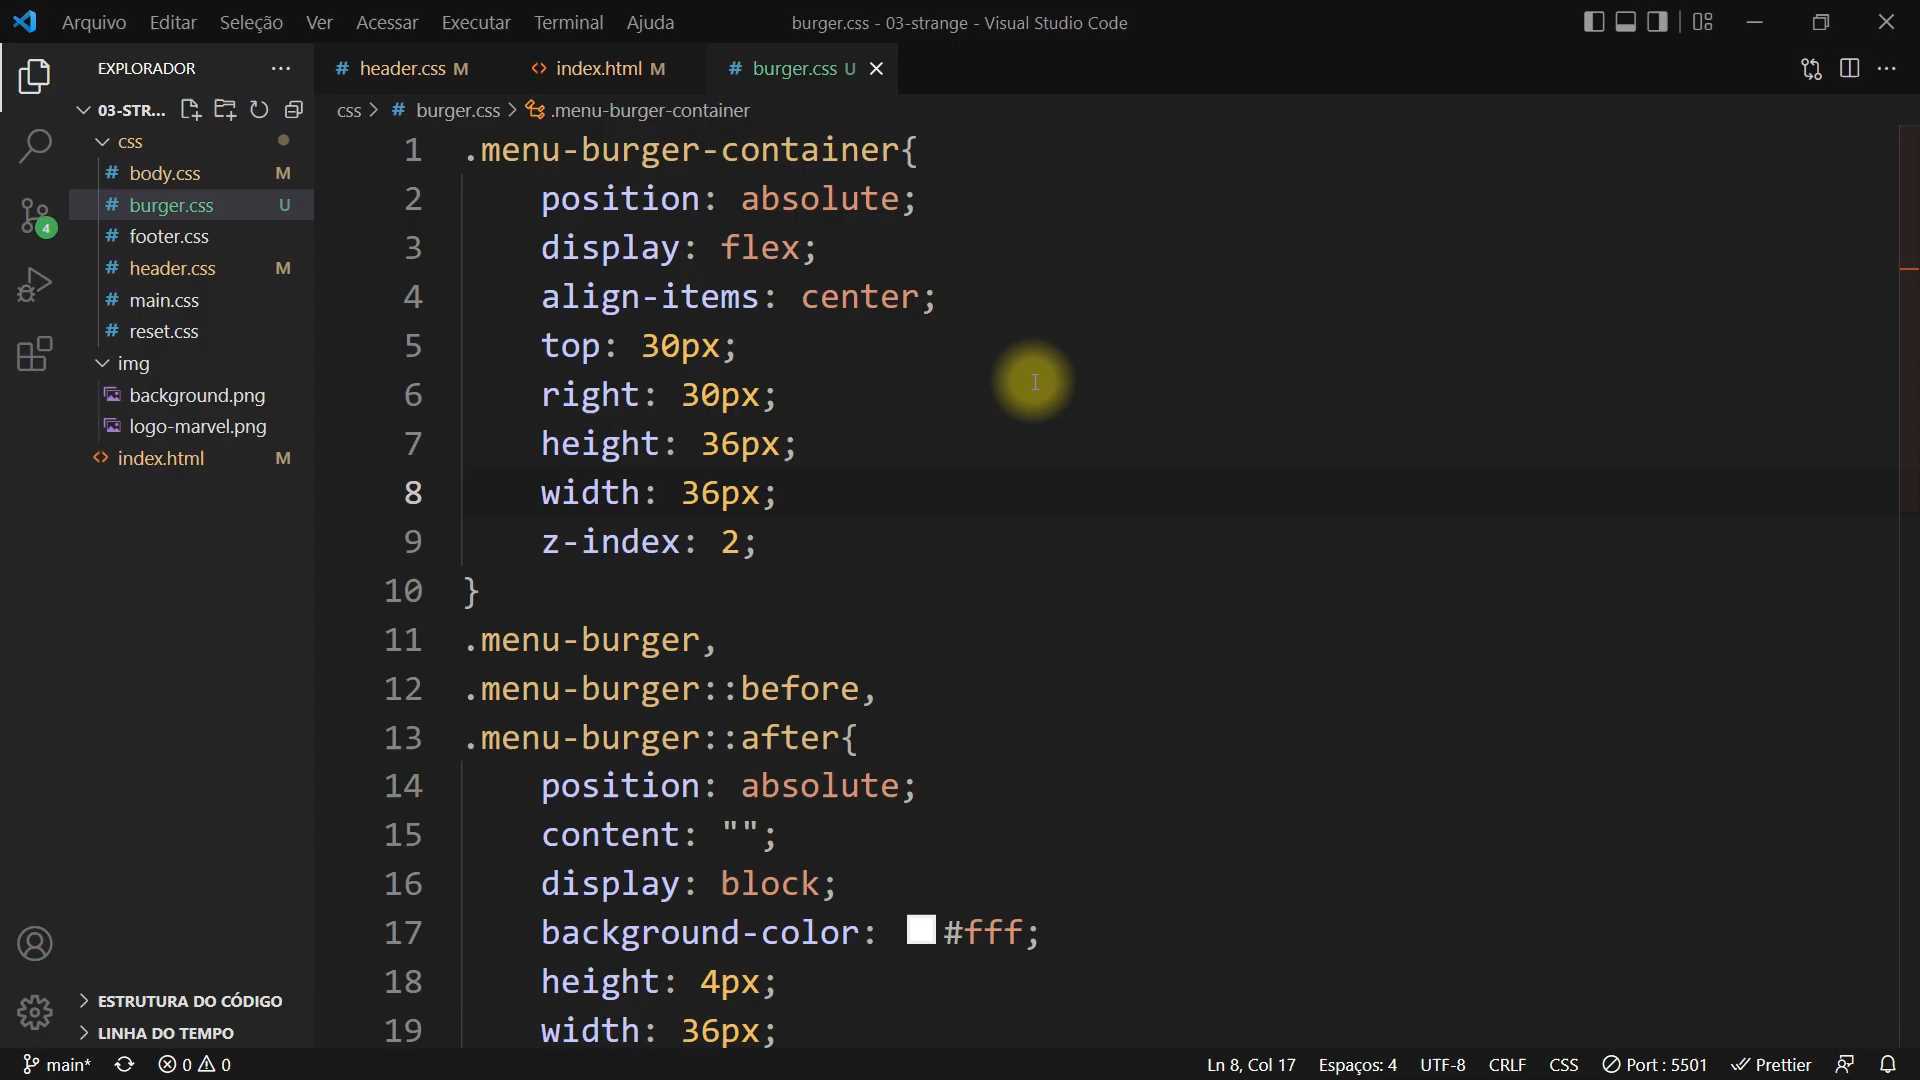 Arquivo Editar Seleção Ver Acessar Executar Terminal Ajuda
burger.css - 03-strange - Visual Studio Code
EXPLORADOR
03-STR...
css
body.css M
burger.css U
footer.css
header.css M
main.css
reset.css
img
background.png
logo-marvel.png
index.html M
ESTRUTURA DO CÓDIGO
LINHA DO TEMPO
4
# header.css M
<> index.html M
# burger.css U
css > # burger.css > .menu-burger-container
1 .menu-burger-container{
2 position: absolute;
3 display: flex;
4 align-items: center;
5 top: 30px;
6 right: 30px;
7 height: 36px;
8 width: 36px;
9 z-index: 2;
10 }
11 .menu-burger,
12 .menu-burger::before,
13 .menu-burger::after{
14 position: absolute;
15 content: "";
16 display: block;
17 background-color: #fff;
18 height: 4px;
19 width: 36px;
main* 0 0 Ln 8, Col 17 Espaços: 4 UTF-8 CRLF CSS Port : 5501 Prettier